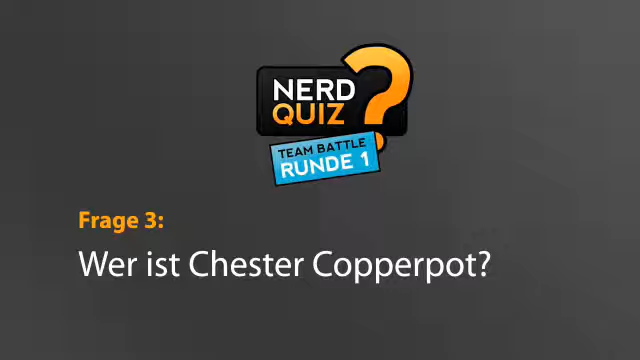 NERD
QUIZ
?
TEAM BATTLE
RUNDE 1
Frage 3:
Wer ist Chester Copperpot?